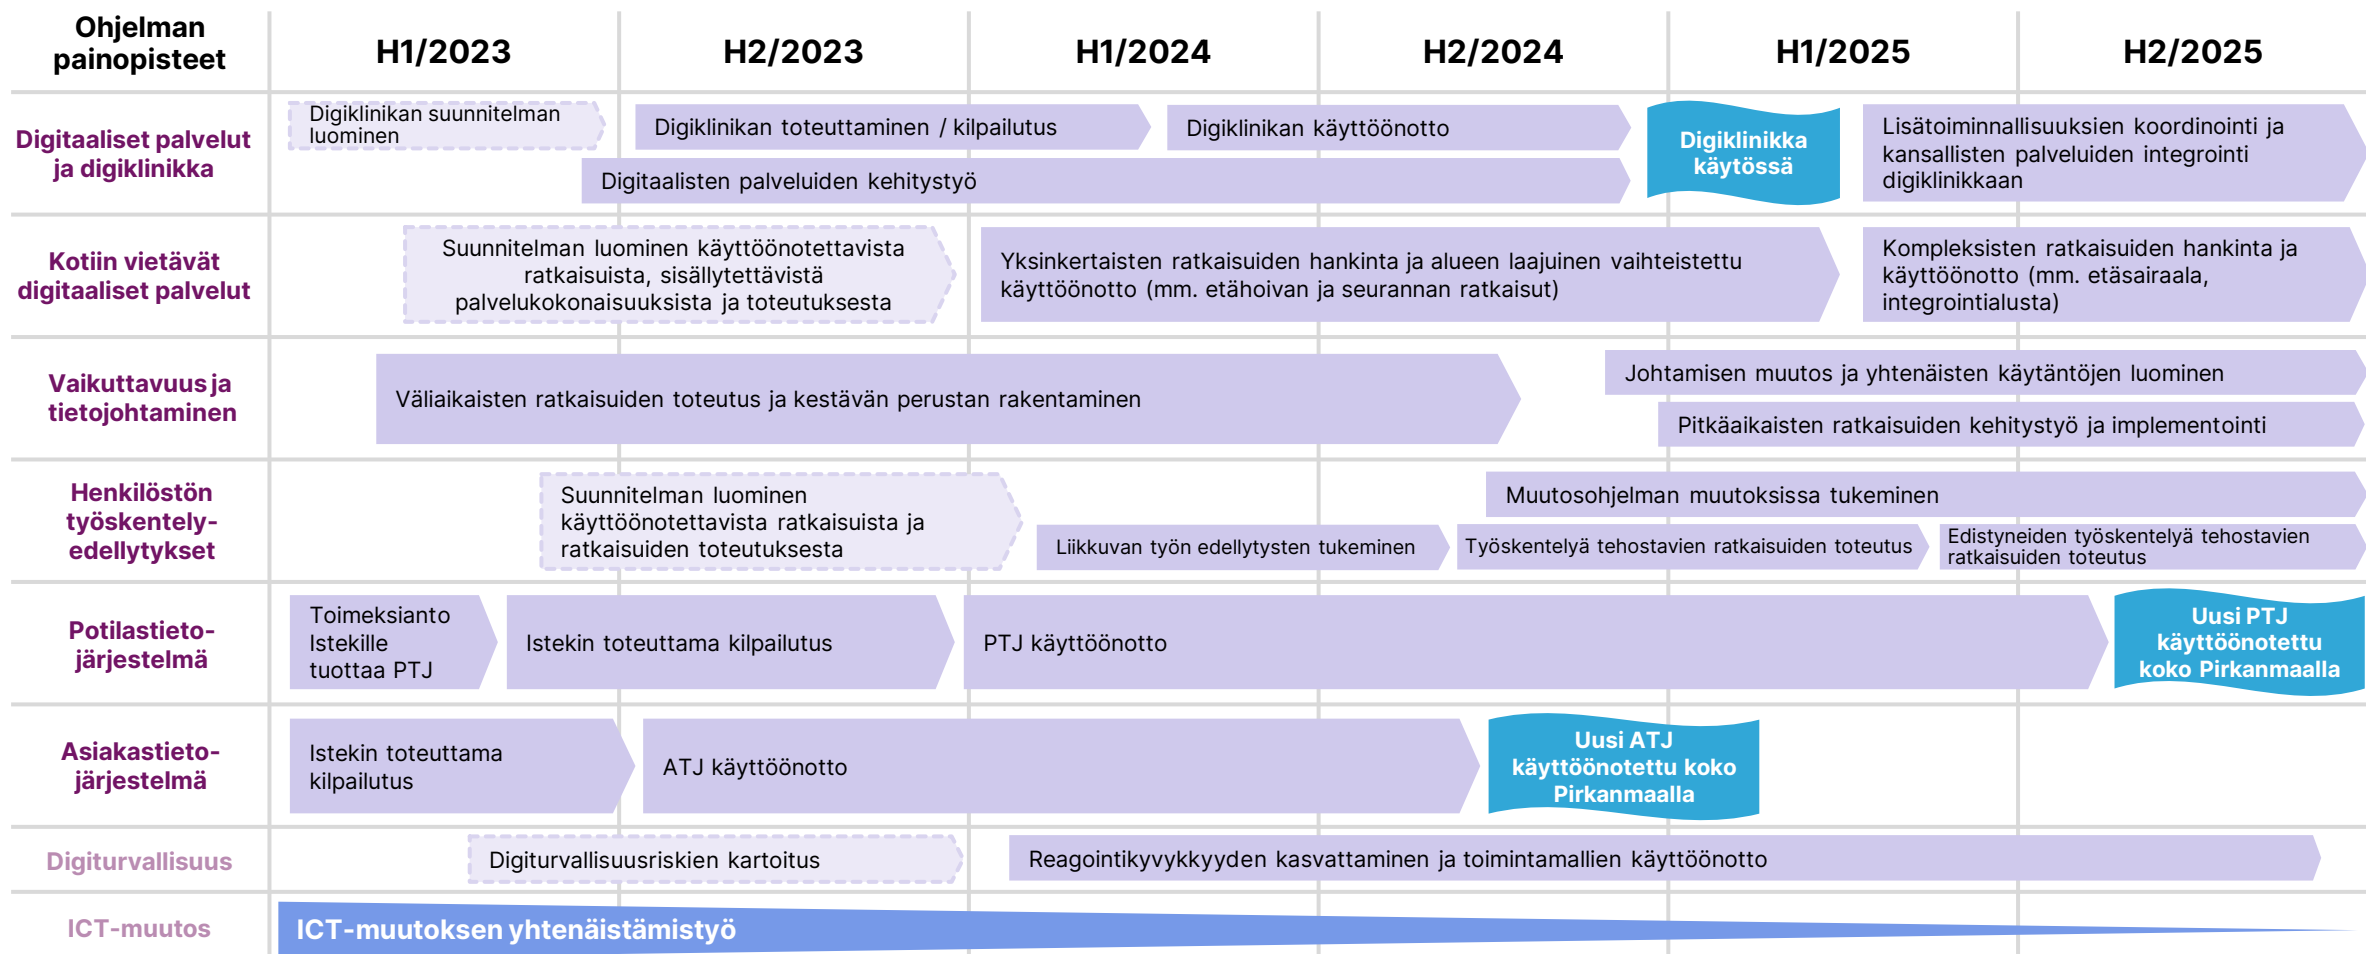 Ohjelman
painopisteet
H1/2023
H2/2023
H1/2024
H2/2024
H1/2025
H2/2025
Digitaaliset palvelut
ja digiklinikka
Digiklinikan suunnitelman
luominen
Digiklinikan toteuttaminen / kilpailutus
Digiklinikan käyttöönotto
Digitaalisten palveluiden kehitystyö
Digiklinikka
käytössä
Lisätoiminnallisuuksien koordinointi ja
kansallisten palveluiden integrointi
digiklinikkaan
Kotiin vietävät
digitaaliset palvelut
Suunnitelman luominen käyttöönotettavista
ratkaisuista, sisällytettävistä
palvelukokonaisuuksista ja toteutuksesta
Yksinkertaisten ratkaisuiden hankinta ja alueen laajuinen vaihteistettu
käyttöönotto (mm. etähoivan ja seurannan ratkaisut)
Kompleksisten ratkaisuiden hankinta ja
käyttöönotto (mm. etäsairaala,
integrointialusta)
Vaikuttavuus ja
tietojohtaminen
Väliaikaisten ratkaisuiden toteutus ja kestävän perustan rakentaminen
Johtamisen muutos ja yhtenäisten käytäntöjen luominen
Pitkäaikaisten ratkaisuiden kehitystyö ja implementointi
Henkilöstön
työskentely-
edellytykset
Suunnitelman luominen
käyttöönotettavista ratkaisuista ja
ratkaisuiden toteutuksesta
Muutosohjelman muutoksissa tukeminen
Liikkuvan työn edellytysten tukeminen
Työskentelyä tehostavien ratkaisuiden toteutus
Edistyneiden työskentelyä tehostavien
ratkaisuiden toteutus
Potilastieto-
järjestelmä
Toimeksianto
Istekille
tuottaa PTJ
Istekin toteuttama kilpailutus
PTJ käyttöönotto
Uusi PTJ
käyttöönotettu
koko Pirkanmaalla
Asiakastieto-
järjestelmä
Istekin toteuttama
kilpailutus
ATJ käyttöönotto
Uusi ATJ
käyttöönotettu koko
Pirkanmaalla
Digiturvallisuus
Digiturvallisuusriskien kartoitus
Reagointikyvykkyyden kasvattaminen ja toimintamallien käyttöönotto
ICT-muutos
ICT-muutoksen yhtenäistämistyö